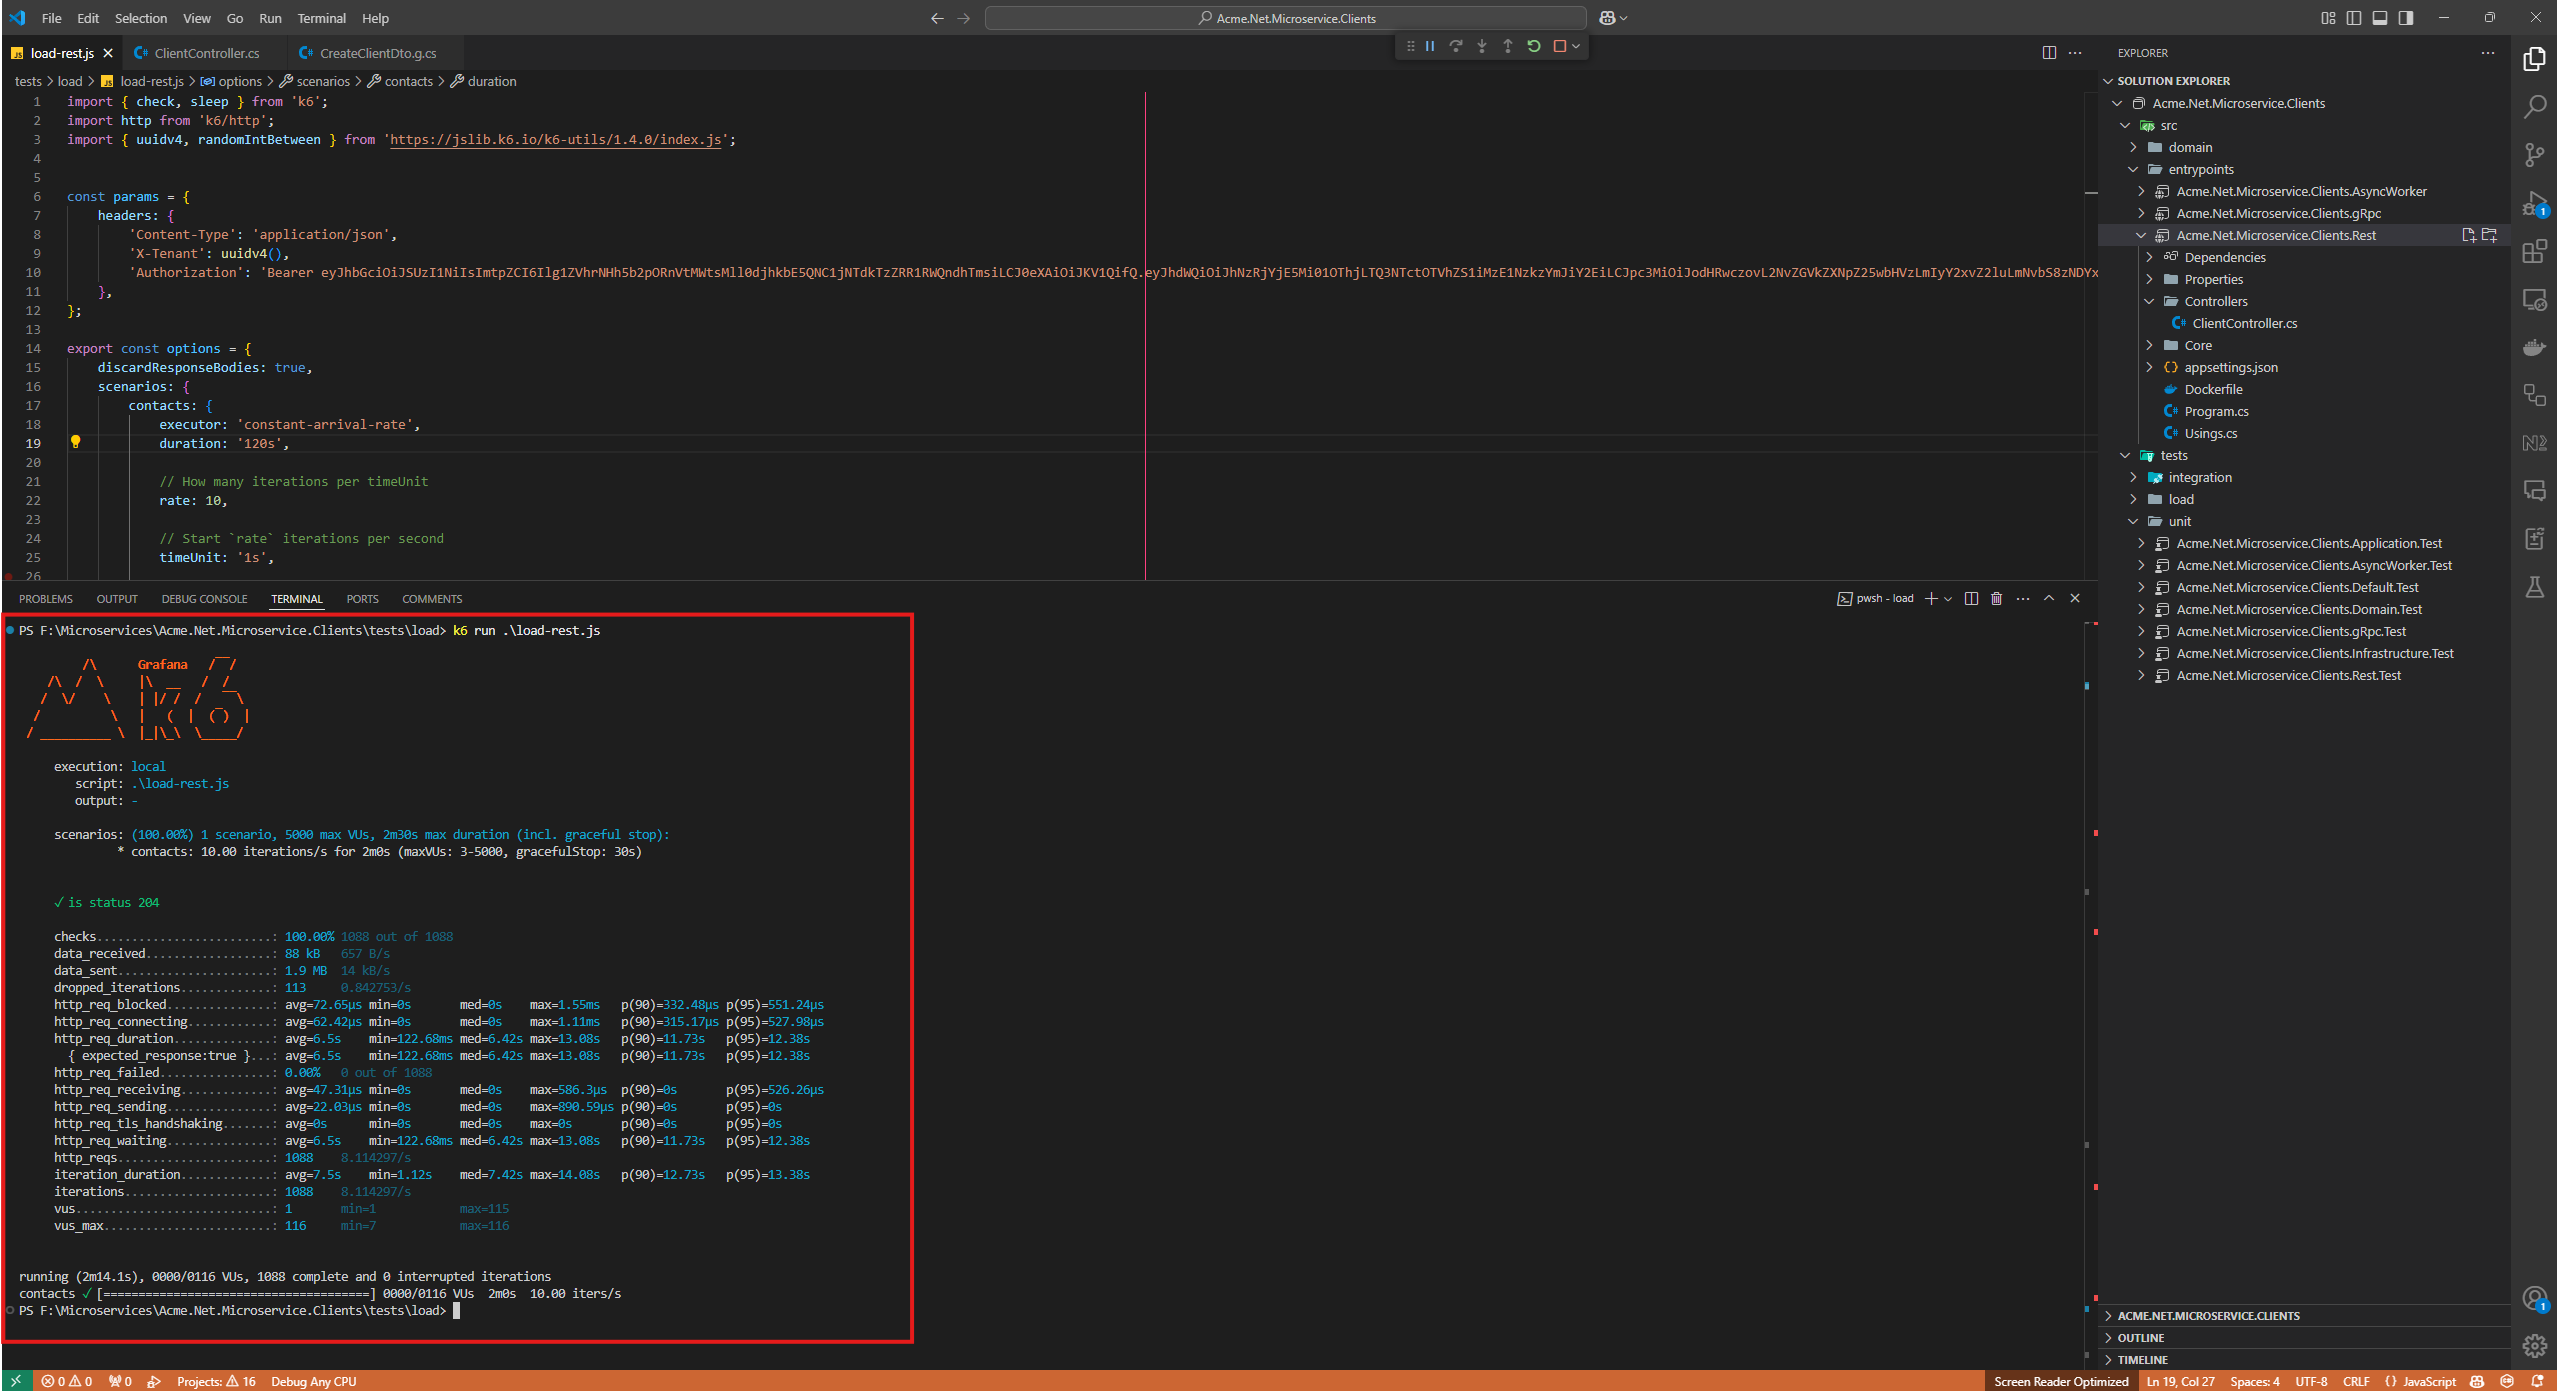 File Edit Selection View Go Run Terminal Help
Acme.Net.Microservice.Clients
load-rest.js
ClientController.cs
CreateClientDto.g.cs
tests > load > load-rest.js > options > scenarios > contacts > duration
1 import { check, sleep } from 'k6';
2 import http from 'k6/http';
3 import { uuidv4, randomIntBetween } from 'https://jslib.k6.io/k6-utils/1.4.0/index.js';
4
5
6 const params = {
7 headers: {
8 'Content-Type': 'application/json',
9 'X-Tenant': uuidv4(),
10 'Authorization': 'Bearer
11 },
12 };
13
14 export const options = {
15 discardResponseBodies: true,
16 scenarios: {
17 contacts: {
18 executor: 'constant-arrival-rate',
19 duration: '120s',
20
21 // How many iterations per timeUnit
22 rate: 10,
23
24 // Start `rate` iterations per second
25 timeUnit: '1s',
26
PROBLEMS OUTPUT DEBUG CONSOLE TERMINAL PORTS COMMENTS
pwsh - load
PS F:\Microservices\Acme.Net.Microservice.Clients\tests\load> k6 run .\load-rest.js
Grafana
execution: local
script: .\load-rest.js
output: -
scenarios: (100.00%) 1 scenario, 5000 max VUs, 2m30s max duration (incl. graceful stop):
* contacts: 10.00 iterations/s for 2m0s (maxVUs: 3-5000, gracefulStop: 30s)
✓ is status 204
checks.........................: 100.00% 1088 out of 1088
data_received..................: 88 kB 657 B/s
data_sent......................: 1.9 MB 14 kB/s
dropped_iterations.............: 113 0.842753/s
http_req_blocked...............: avg=72.65µs min=0s med=0s max=1.55ms p(90)=332.48µs p(95)=551.24µs
http_req_connecting............: avg=62.42µs min=0s med=0s max=1.11ms p(90)=315.17µs p(95)=527.98µs
http_req_duration..............: avg=6.5s min=122.68ms med=6.42s max=13.08s p(90)=11.73s p(95)=12.38s
{ expected_response:true }...: avg=6.5s min=122.68ms med=6.42s max=13.08s p(90)=11.73s p(95)=12.38s
http_req_failed................: 0.00% 0 out of 1088
http_req_receiving.............: avg=47.31µs min=0s med=0s max=586.3µs p(90)=0s p(95)=526.26µs
http_req_sending...............: avg=22.03µs min=0s med=0s max=890.59µs p(90)=0s p(95)=0s
http_req_tls_handshaking.......: avg=0s min=0s med=0s max=0s p(90)=0s p(95)=0s
http_req_waiting...............: avg=6.5s min=122.68ms med=6.42s max=13.08s p(90)=11.73s p(95)=12.38s
http_reqs......................: 1088 8.114297/s
iteration_duration.............: avg=7.5s min=1.12s med=7.42s max=14.08s p(90)=12.73s p(95)=13.38s
iterations.....................: 1088 8.114297/s
vus............................: 1 min=1 max=115
vus_max........................: 116 min=7 max=116
running (2m14.1s), 0000/0116 VUs, 1088 complete and 0 interrupted iterations
contacts ✓ [======================================] 0000/0116 VUs 2m0s 10.00 iters/s
PS F:\Microservices\Acme.Net.Microservice.Clients\tests\load>
EXPLORER
SOLUTION EXPLORER
Acme.Net.Microservice.Clients
src
domain
entrypoints
Acme.Net.Microservice.Clients.AsyncWorker
Acme.Net.Microservice.Clients.gRpc
Acme.Net.Microservice.Clients.Rest
Dependencies
Properties
Controllers
ClientController.cs
Core
appsettings.json
Dockerfile
Program.cs
Usings.cs
tests
integration
load
unit
Acme.Net.Microservice.Clients.Application.Test
Acme.Net.Microservice.Clients.AsyncWorker.Test
Acme.Net.Microservice.Clients.Default.Test
Acme.Net.Microservice.Clients.Domain.Test
Acme.Net.Microservice.Clients.gRpc.Test
Acme.Net.Microservice.Clients.Infrastructure.Test
Acme.Net.Microservice.Clients.Rest.Test
ACME.NET.MICROSERVICE.CLIENTS
OUTLINE
TIMELINE
1
1
0 0 0 Projects: 16 Debug Any CPU
Screen Reader Optimized Ln 19, Col 27 Spaces: 4 UTF-8 CRLF {} JavaScript